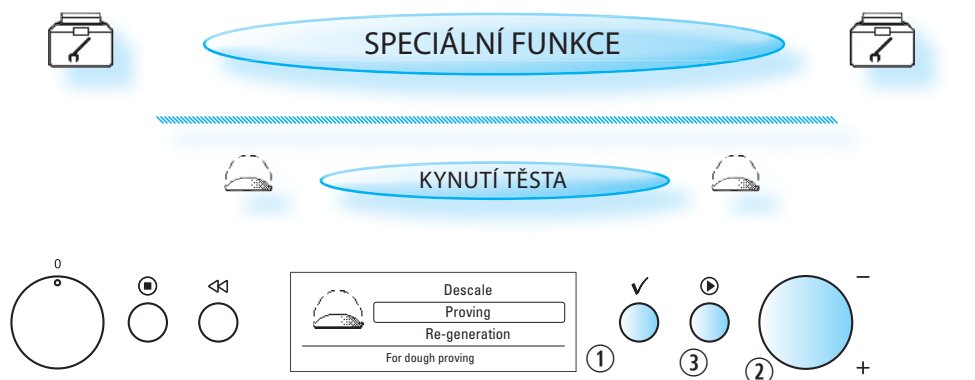 SPECIÁLNÍ FUNKCE
KYNUTÍ TĚSTA
0
Descale
Proving
Re-generation
For dough proving
1
3
2
−
+